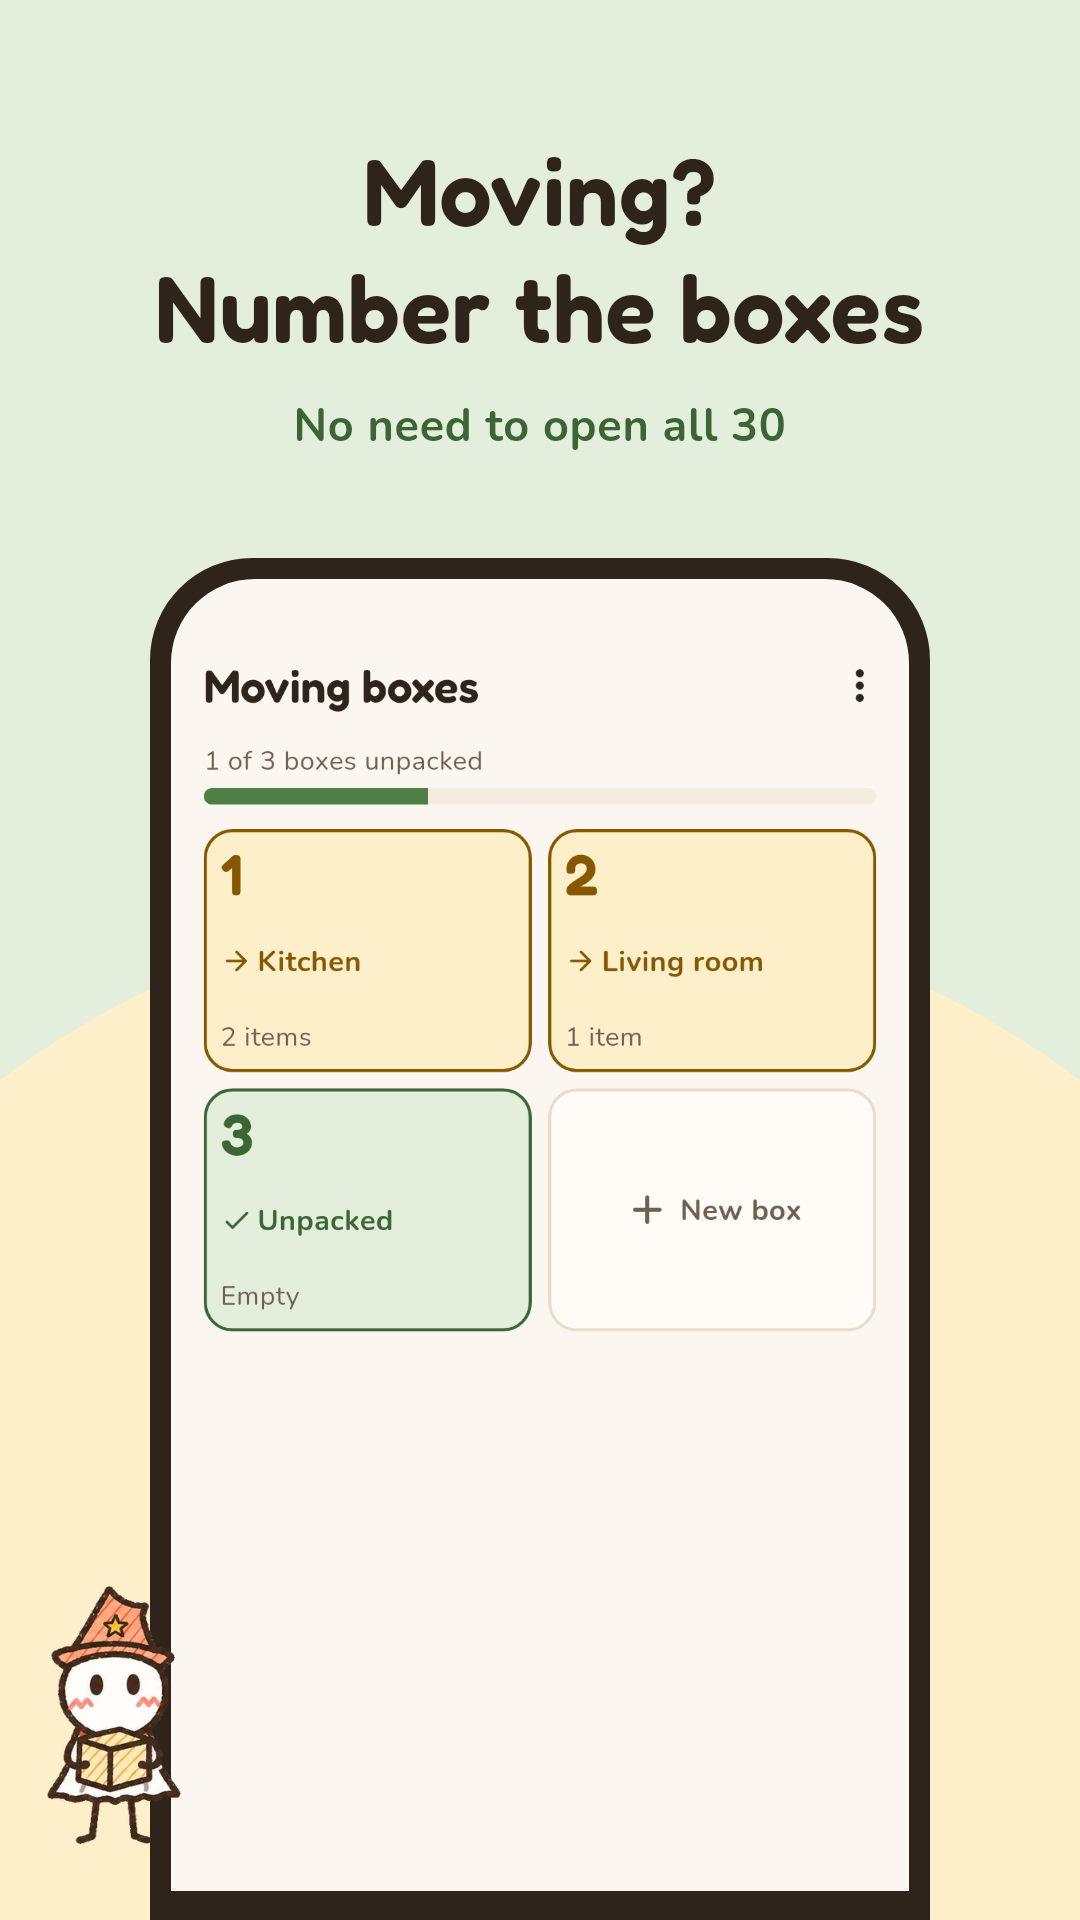 Moving?
Number the boxes
No need to open all 30
Moving boxes
1 of 3 boxes unpacked
1
→ Kitchen
2 items
2
→ Living room
1 item
3
✓ Unpacked
Empty
+ New box